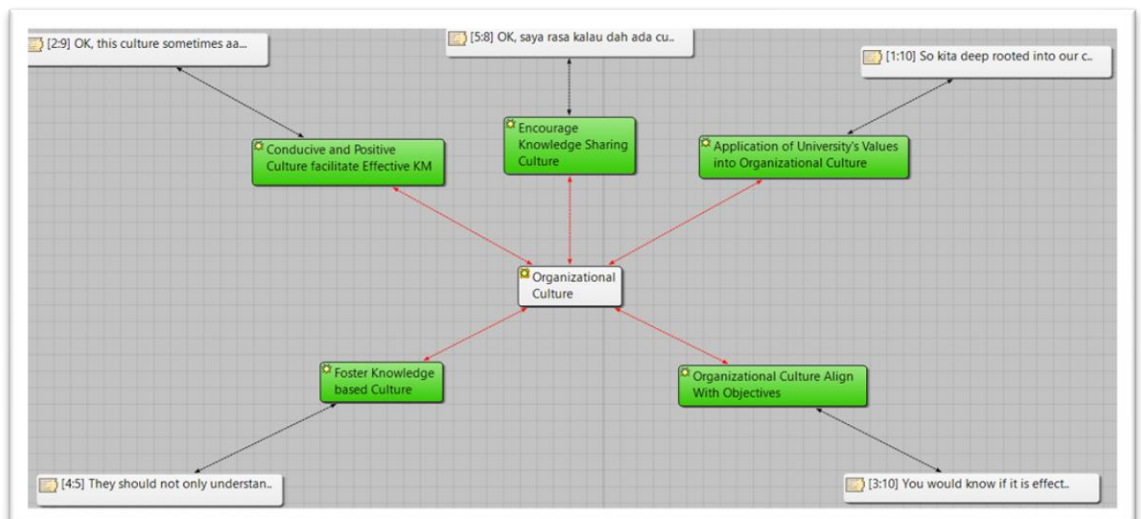 [2:9] OK, this culture sometimes aa...
[5:8] OK, saya rasa kalau dah ada cu..
[1:10] So kita deep rooted into our c..
Conducive and Positive
Culture facilitate Effective KM
Encourage
Knowledge Sharing
Culture
Application of University's Values
into Organizational Culture
Organizational
Culture
Foster Knowledge
based Culture
Organizational Culture Align
With Objectives
[4:5] They should not only understan..
[3:10] You would know if it is effect..